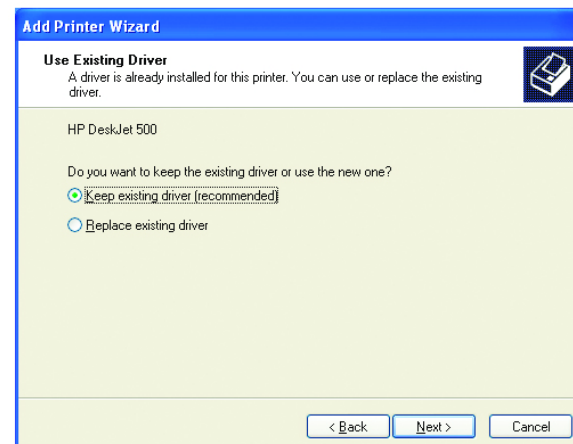 Add Printer Wizard
Use Existing Driver
A driver is already installed for this printer. You can use or replace the existing
driver.
HP DeskJet 500
Do you want to keep the existing driver or use the new one?
Keep existing driver (recommended)
Replace existing driver
< Back
Next >
Cancel